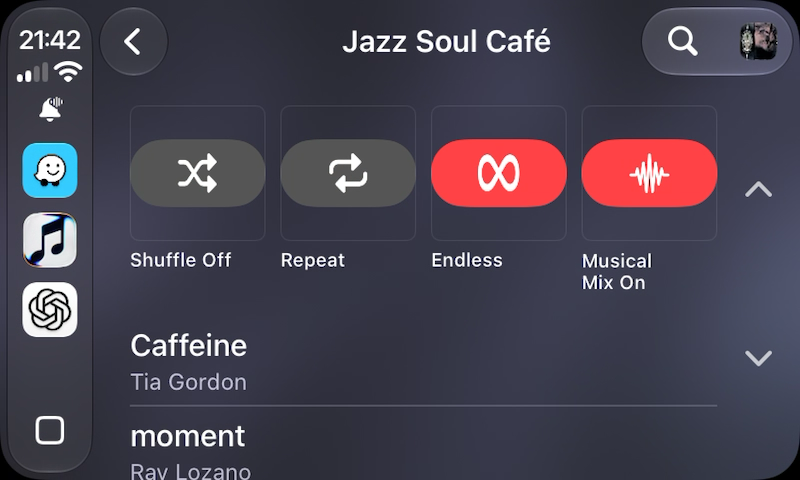 21:42
Jazz Soul Café
Shuffle Off
Repeat
Endless
Musical
Mix On
Caffeine
Tia Gordon
moment
Ray Lozano